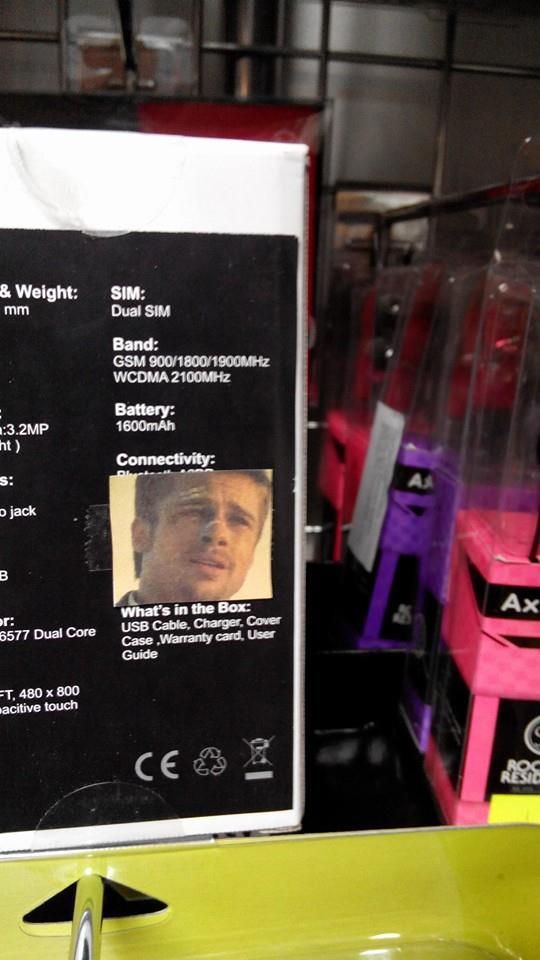 & Weight:
mm
:3.2MP
ht )
s:
o jack
B
or:
6577 Dual Core
FT, 480 x 800
pacitive touch
SIM:
Dual SIM
Band:
GSM 900/1800/1900MHz
WCDMA 2100MHz
Battery:
1600mAh
Connectivity:
What's in the Box:
USB Cable, Charger, Cover
Case ,Warranty card, User
Guide
CE
Ax
ROC
RESID